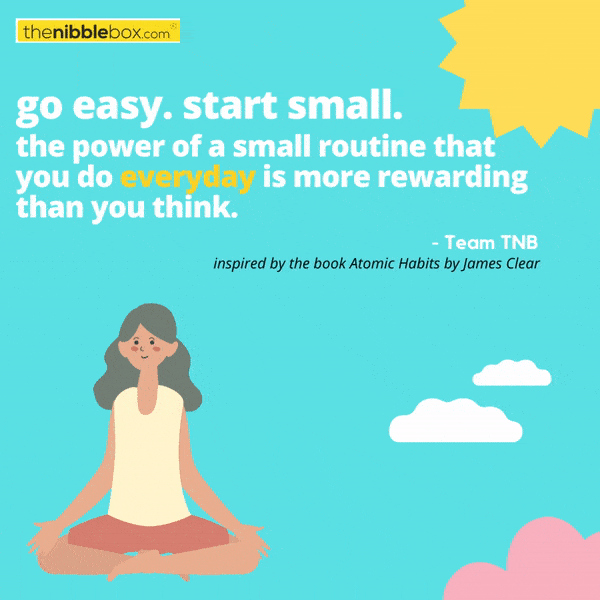 thenibblebox.com®
go easy. start small.
the power of a small routine that
you do everyday is more rewarding
than you think.
- Team TNB
inspired by the book Atomic Habits by James Clear